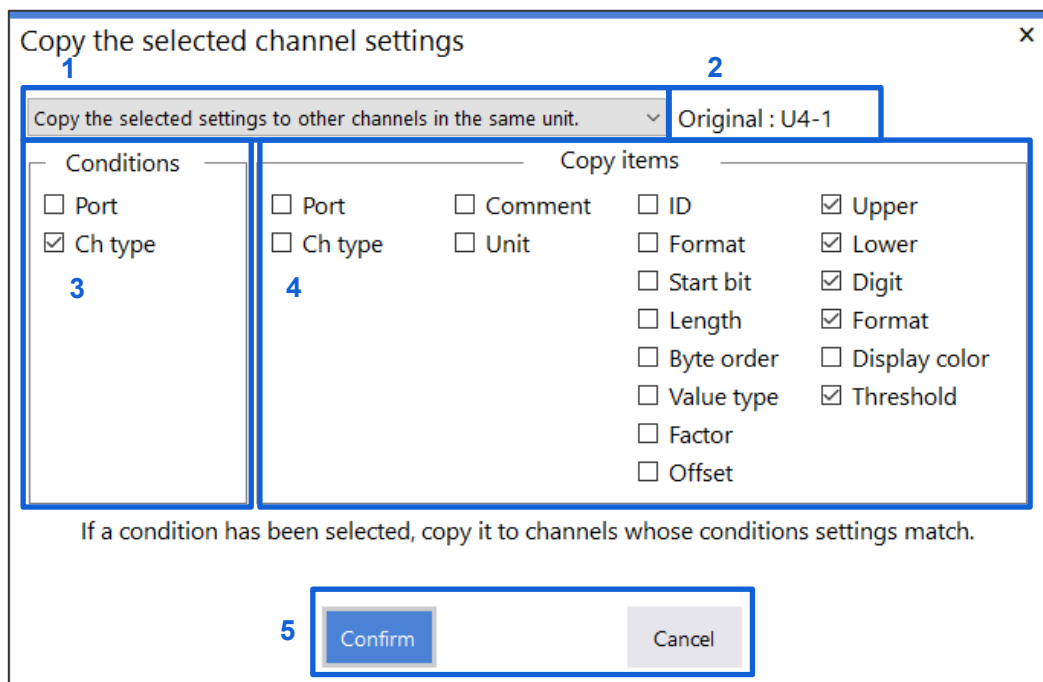 Copy the selected channel settings
×
1
2
Copy the selected settings to other channels in the same unit.
Original : U4-1
Conditions
Copy items
Port
Port
Comment
ID
Upper
Ch type
Ch type
Unit
Format
Lower
3
4
Start bit
Digit
Length
Format
Byte order
Display color
Value type
Threshold
Factor
Offset
If a condition has been selected, copy it to channels whose conditions settings match.
5
Confirm
Cancel